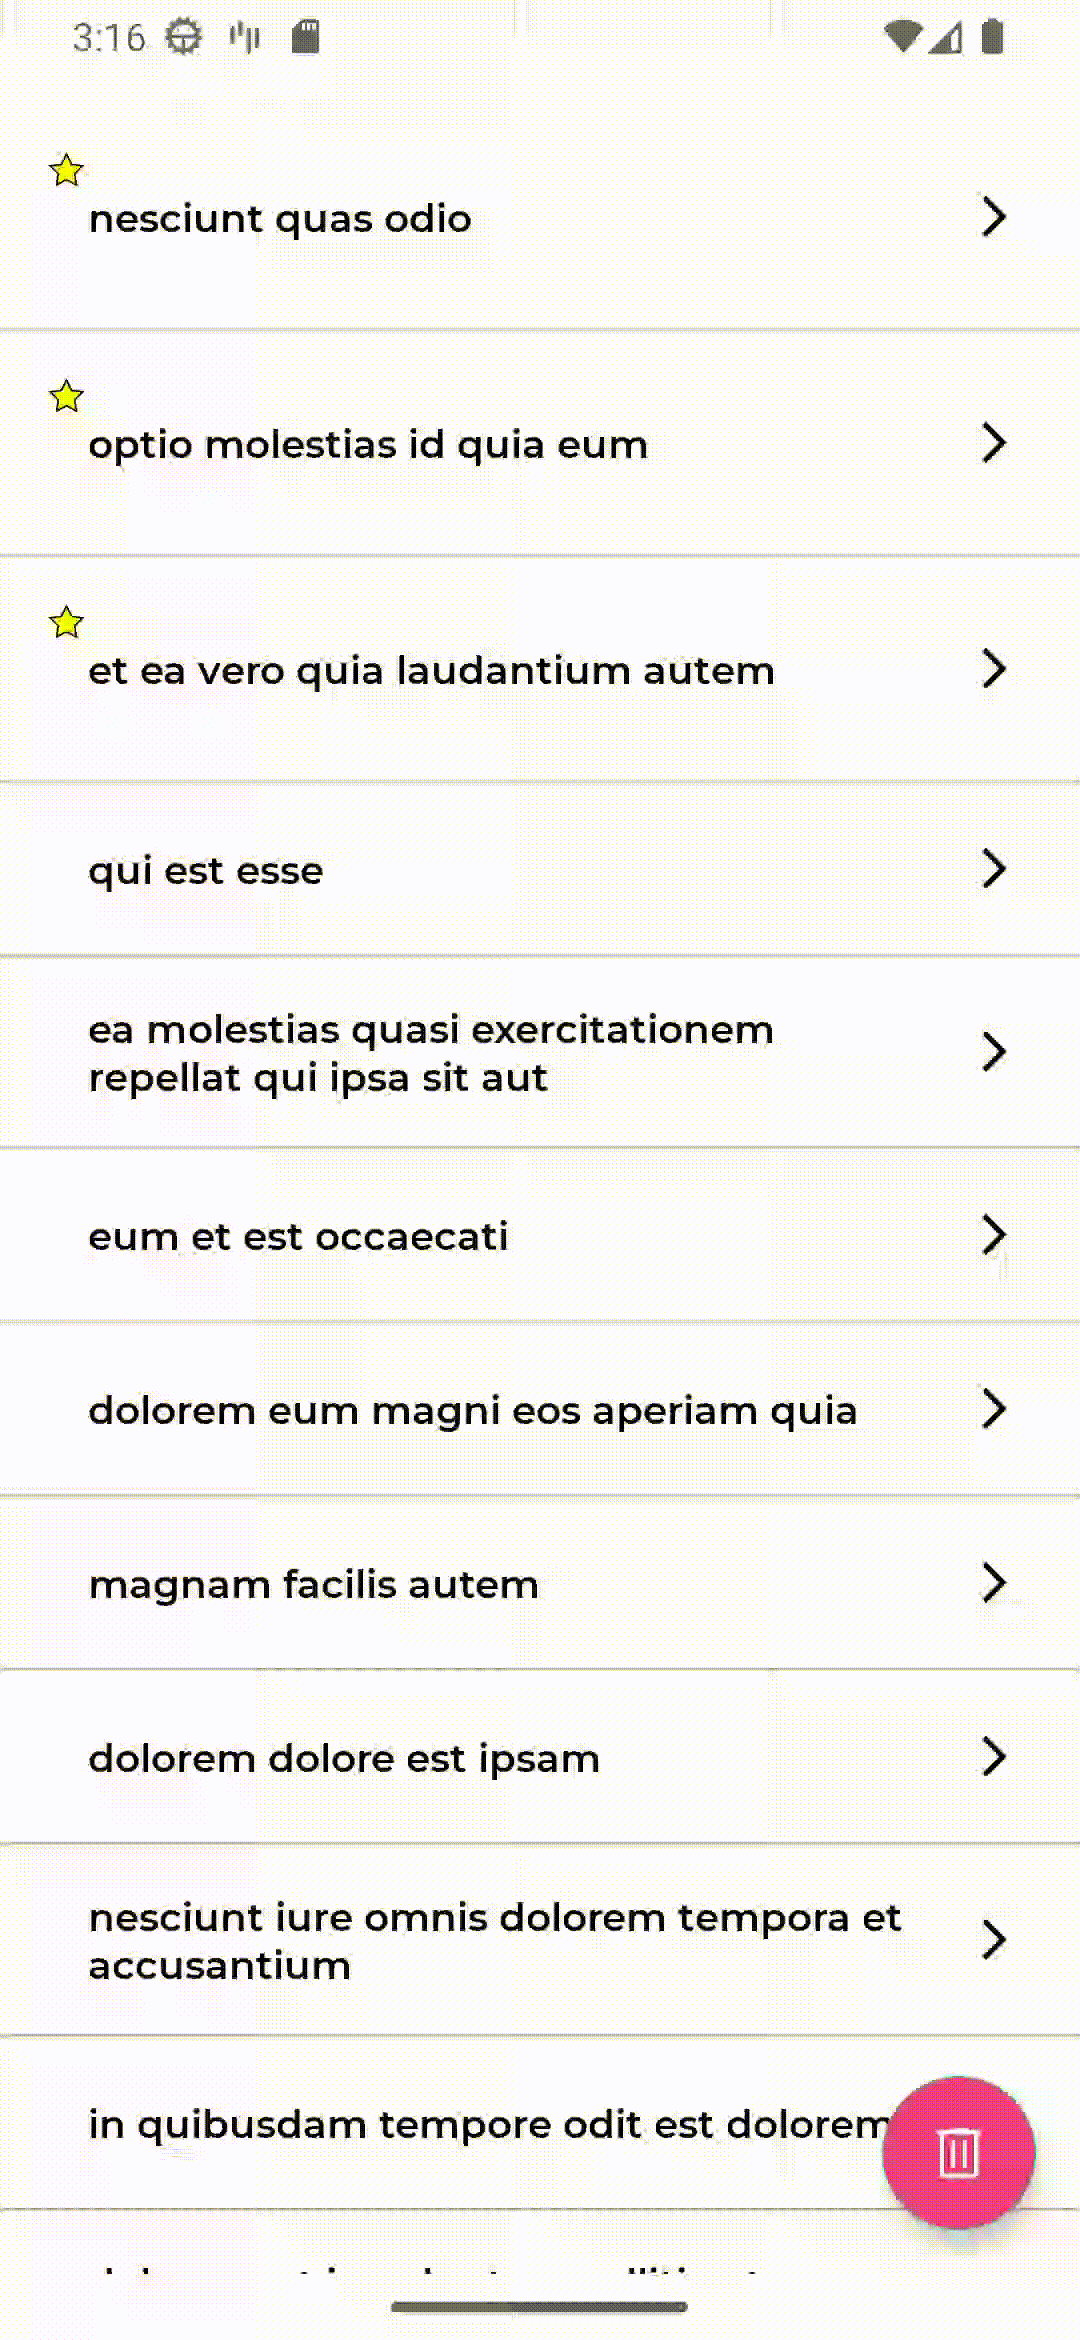 3:16
nesciunt quas odio
optio molestias id quia eum
et ea vero quia laudantium autem
qui est esse
ea molestias quasi exercitationem
repellat qui ipsa sit aut
eum et est occaecati
dolorem eum magni eos aperiam quia
magnam facilis autem
dolorem dolore est ipsam
nesciunt iure omnis dolorem tempora et
accusantium
in quibusdam tempore odit est dolorem